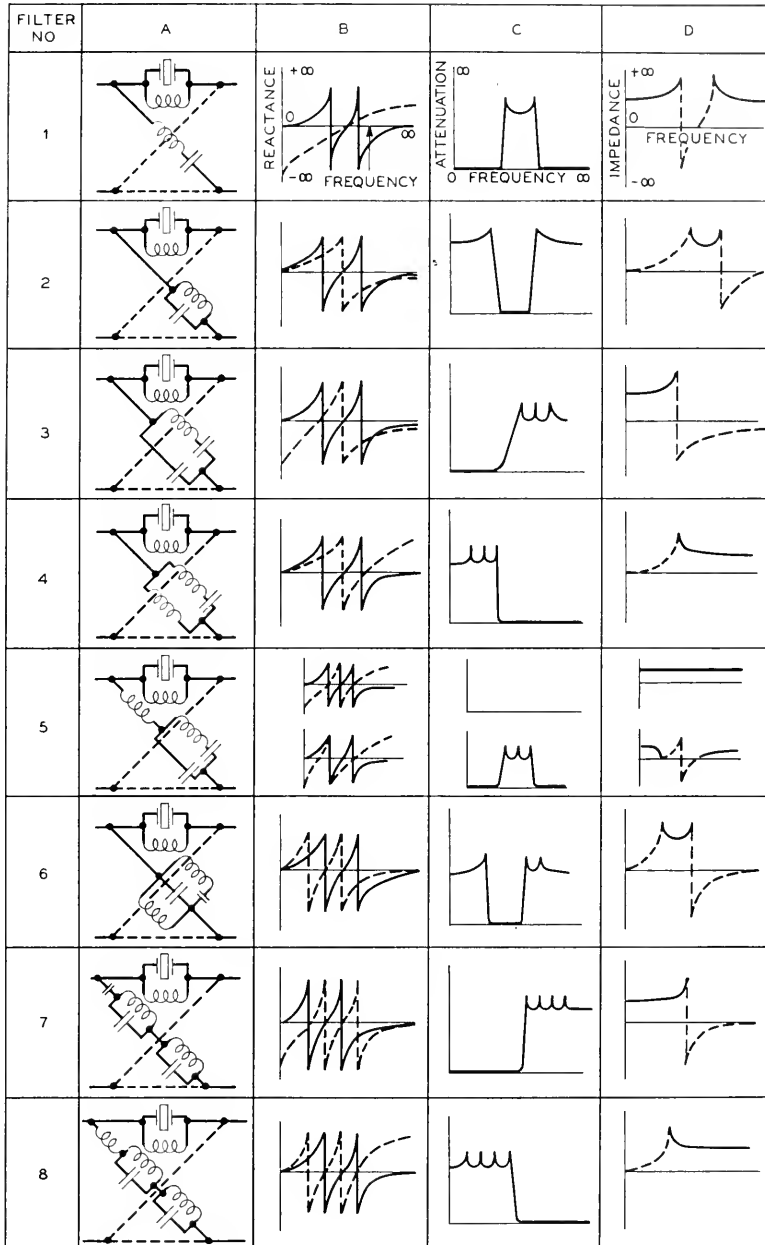 FILTER NO A B C D
1
REACTANCE
+∞
0
-∞
∞
FREQUENCY
ATTENUATION
∞
0 FREQUENCY ∞
IMPEDANCE
+∞
0
FREQUENCY
-∞
2
3
4
5
6
7
8